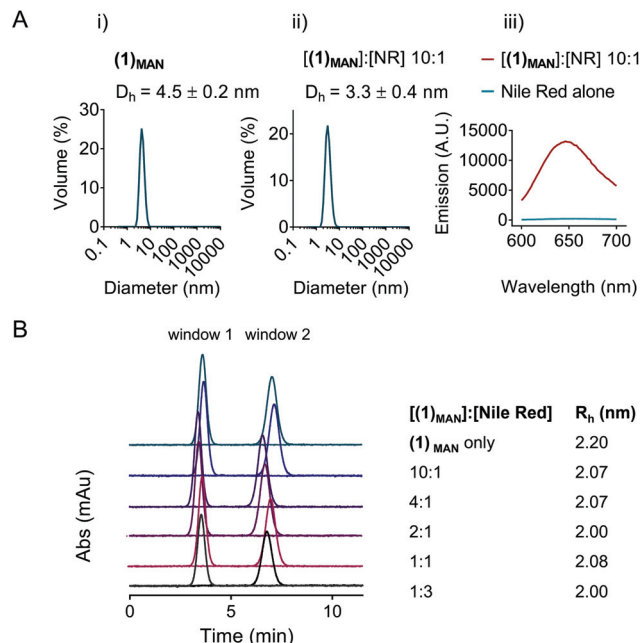 A
i)
(1)MAN
Dh = 4.5 ± 0.2 nm
Volume (%)
30
20
10
0
0.1 1 10 100 1000 10000
Diameter (nm)
ii)
[(1)MAN]:[NR] 10:1
Dh = 3.3 ± 0.4 nm
Volume (%)
20
10
0
0.1 1 10 100 1000 10000
Diameter (nm)
iii)
[(1)MAN]:[NR] 10:1
Nile Red alone
Emission (A.U.)
15000
10000
5000
0
600 650 700
Wavelength (nm)
B
window 1 window 2
Abs (mAu)
0 5 10
Time (min)
[(1)MAN]:[Nile Red] Rh (nm)
(1) MAN only 2.20
10:1 2.07
4:1 2.07
2:1 2.00
1:1 2.08
1:3 2.00